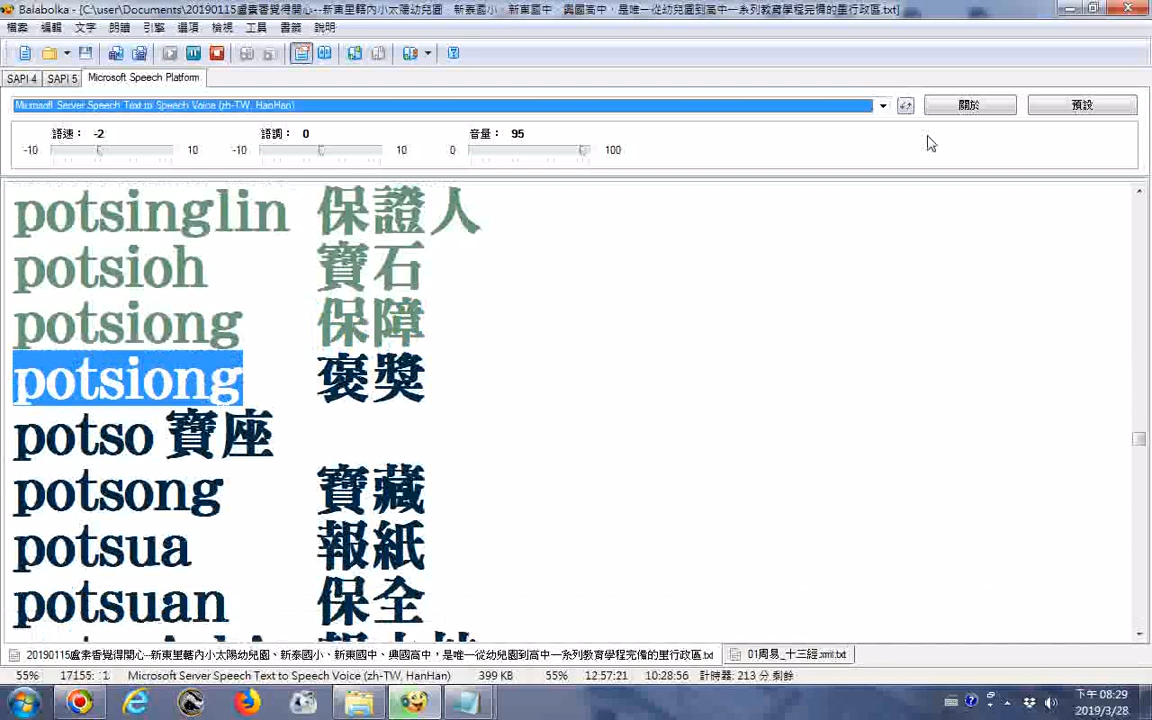 Balabolka - [C:\user\Documents\20190115盧素香覺得開心--新東里轄內小太陽幼兒園、新泰國小、新東國中、興國高中，是唯一從幼兒園到高中一系列教育學程完備的里行政區.txt]
檔案 編輯 文字 朗讀 引擎 選項 檢視 工具 書籤 說明
SAPI 4 SAPI 5 Microsoft Speech Platform
Microsoft Server Speech Text to Speech Voice (zh-TW, HanHan) 關於 預設
語速： -2 語調： 0 音量： 95
-10 10 -10 10 0 100
potsinglin 保證人
potsioh 寶石
potsiong 保障
potsiong 褒獎
potso 寶座
potsong 寶藏
potsua 報紙
potsuan 保全
20190115盧素香覺得開心--新東里轄內小太陽幼兒園、新泰國小、新東國中、興國高中，是唯一從幼兒園到高中一系列教育學程完備的里行政區.txt 01周易_十三經.xml.txt
55% 17155: 1 Microsoft Server Speech Text to Speech Voice (zh-TW, HanHan) 399 KB 55% 12:57:21 10:28:56 計時器: 213 分 剩餘
下午 08:29
2019/3/28